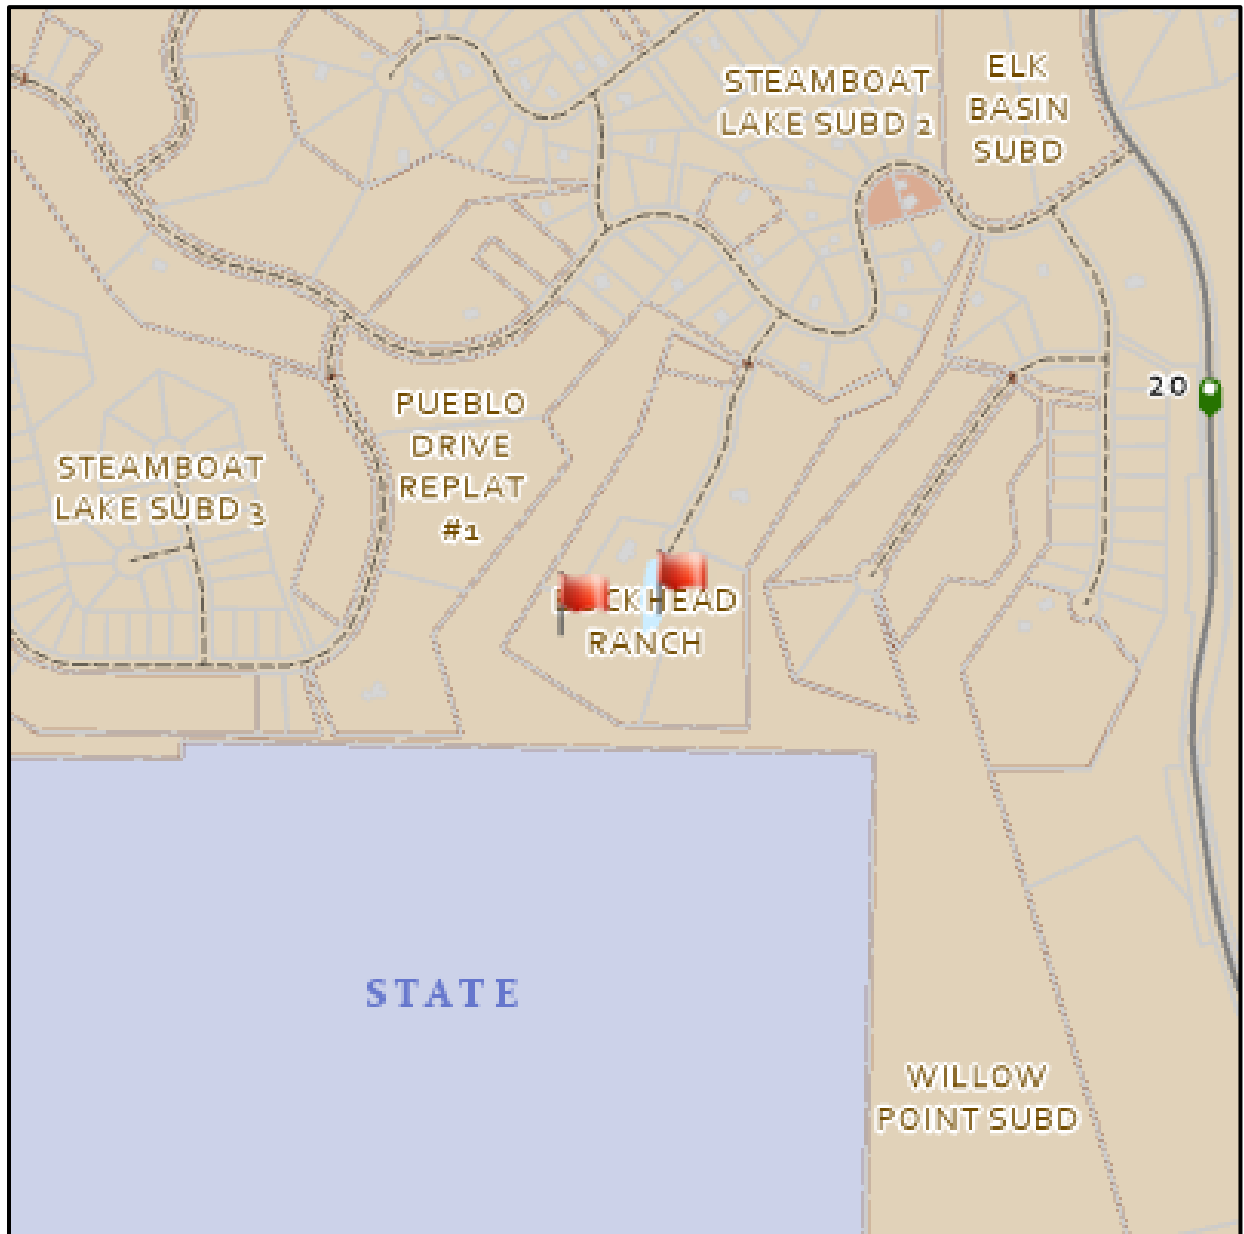 STEAMBOAT
LAKE SUBD 2
ELK
BASIN
SUBD
20
PUEBLO
DRIVE
REPLAT
#1
STEAMBOAT
LAKE SUBD 3
RANCH
STATE
WILLOW
POINT SUBD